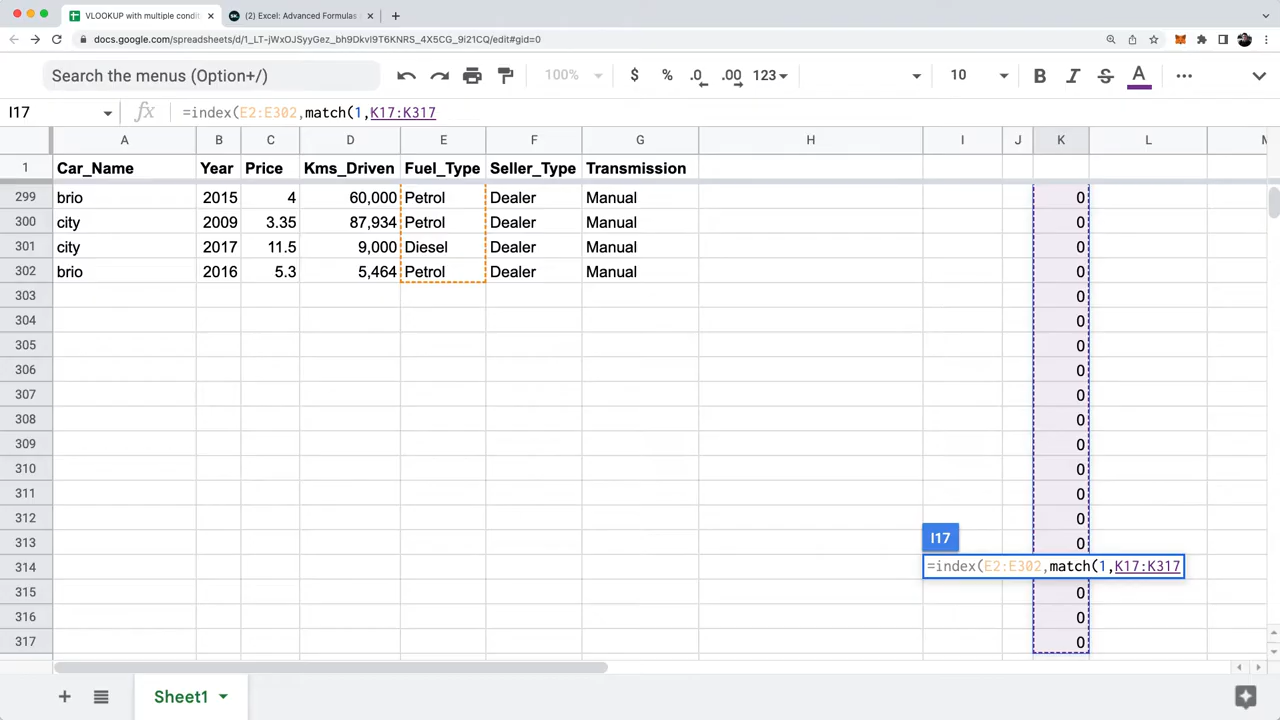 VLOOKUP with multiple conditi
(2) Excel: Advanced Formulas a
docs.google.com/spreadsheets/d/1_LT-jWxOJSyyGez_bh9DkvI9T6KNRS_4X5CG_9i21CQ/edit#gid=0
Search the menus (Option+/) 100% $ % .0 .00 123 10 B I S A
I17 fx =index(E2:E302,match(1,K17:K317
A B C D E F G H I J K L M
1 Car_Name Year Price Kms_Driven Fuel_Type Seller_Type Transmission
299 brio 2015 4 60,000 Petrol Dealer Manual 0
300 city 2009 3.35 87,934 Petrol Dealer Manual 0
301 city 2017 11.5 9,000 Diesel Dealer Manual 0
302 brio 2016 5.3 5,464 Petrol Dealer Manual 0
303 0
304 0
305 0
306 0
307 0
308 0
309 0
310 0
311 0
312 0
313 I17 0
314 =index(E2:E302,match(1,K17:K317
315 0
316 0
317 0
Sheet1